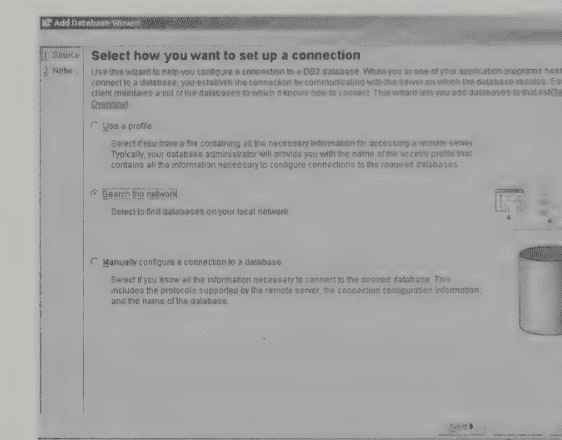 Add Database Wizard
1 Source
2 Netw
Select how you want to set up a connection
Use this wizard to help you configure a connection to a DB2 database. When you or one of your application programs need
connect to a database, you establish the connection by communicating with the server on which the database resides.
client maintains a list of the databases to which it knows how to connect. This wizard lets you add databases to that list
Overview).
Use a profile
Select if you have a file containing all the necessary information for accessing a remote server.
Typically, your database administrator will provide you with the name of the access profile that
contains all the information necessary to configure connections to the required databases
Search the network
Select to find databases on your local network
Manually configure a connection to a database
Select if you know all the information necessary to connect to the desired database. This
includes the protocols supported by the remote server, the connection configuration information,
and the name of the database.
Next